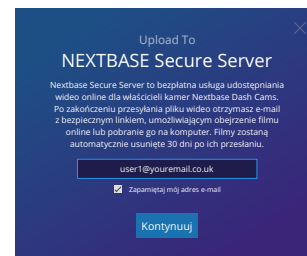 Upload To
NEXTBASE Secure Server
Nextbase Secure Server to bezpłatna usługa udostępniania
wideo online dla właścicieli kamer Nextbase Dash Cams.
Po zakończeniu przesyłania pliku wideo otrzymasz e-mail
z bezpiecznym linkiem, umożliwiającym obejrzenie filmu
online lub pobranie go na komputer. Filmy zostaną
automatycznie usunięte 30 dni po ich przesłaniu.
user1@youremail.co.uk
Zapamiętaj mój adres e-mail
Kontynuuj